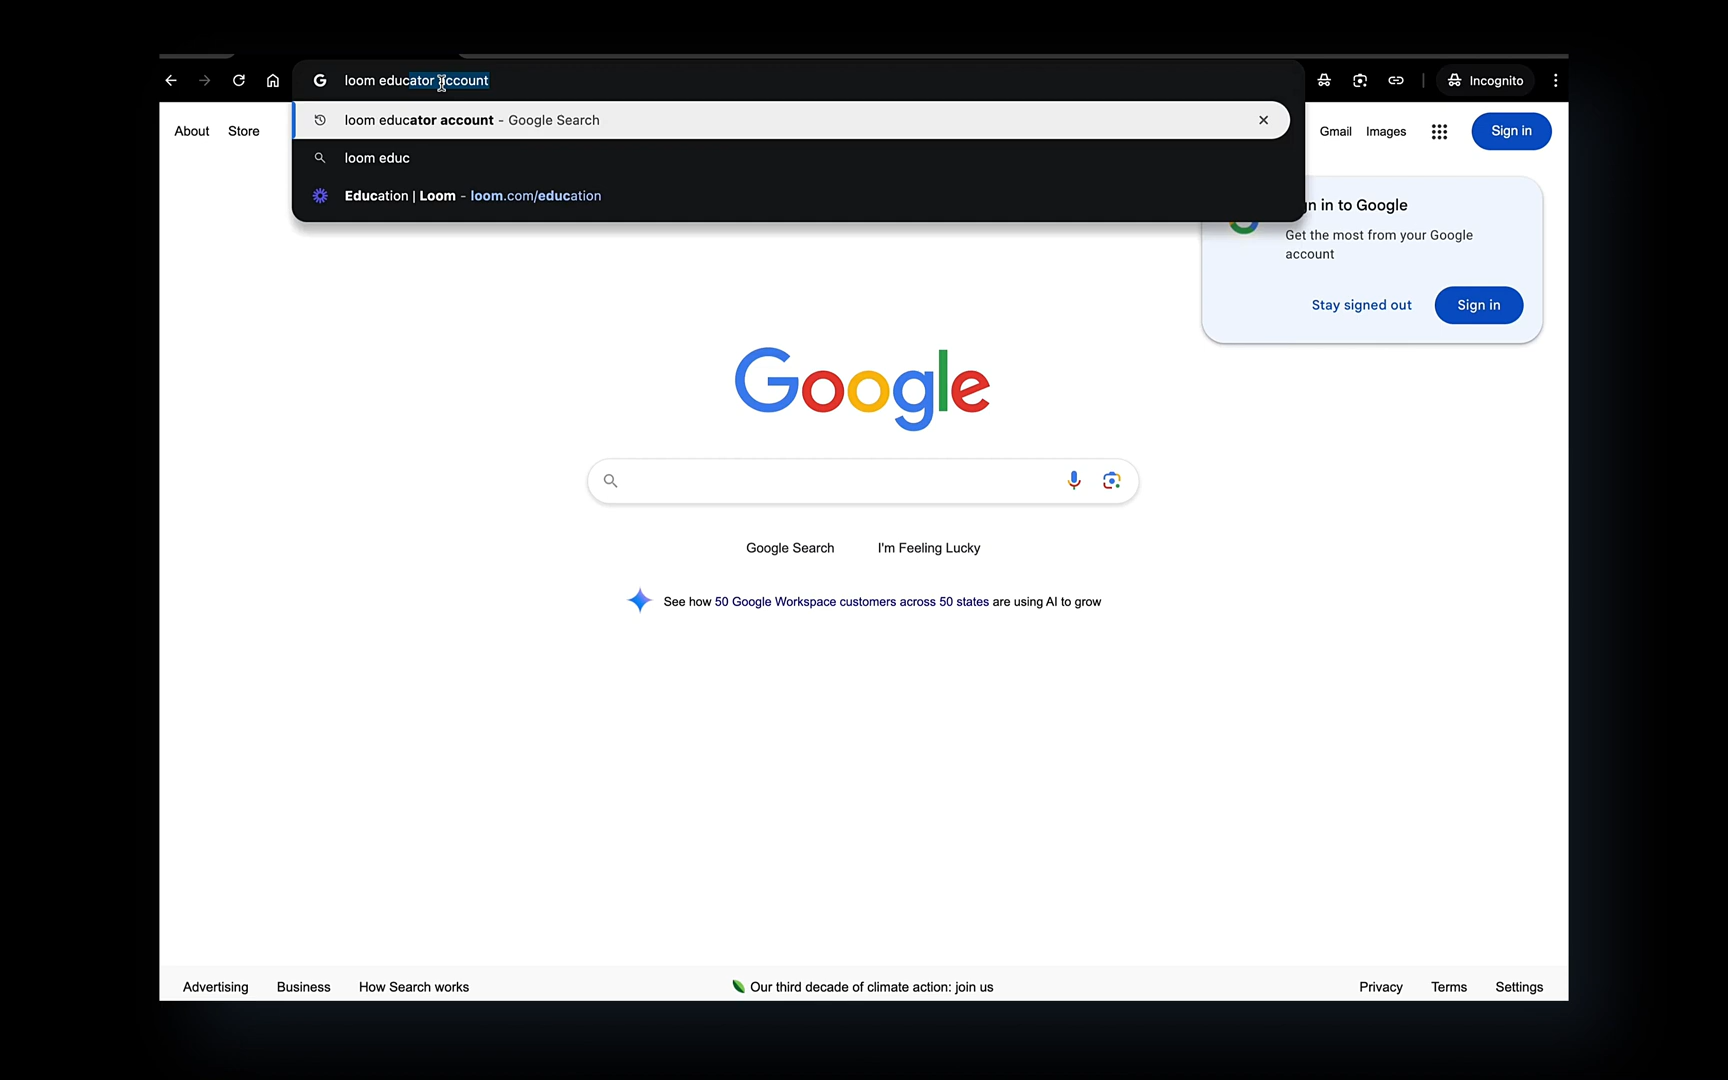 loom educator account
Incognito
loom educator account - Google Search
loom educ
Education | Loom - loom.com/education
About Store
Gmail Images Sign in
in to Google
Get the most from your Google
account
Stay signed out Sign in
Google
Google Search I'm Feeling Lucky
See how 50 Google Workspace customers across 50 states are using AI to grow
Advertising Business How Search works Our third decade of climate action: join us Privacy Terms Settings